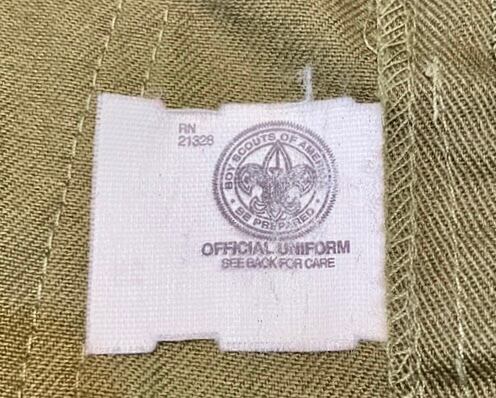 RN
21328
BOY SCOUTS OF AMERICA
BE PREPARED
OFFICIAL UNIFORM
SEE BACK FOR CARE